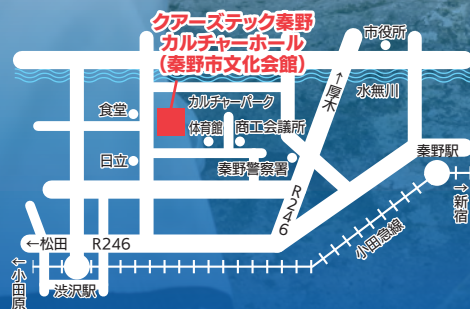 クアーズテック秦野
カルチャーホール
(秦野市文化会館)
市役所
↑厚木
水無川
カルチャーパーク
食堂
体育館
商工会議所
秦野駅
日立
秦野警察署
→新宿
R246
←松田 R246
小田急線
←小田原
渋沢駅